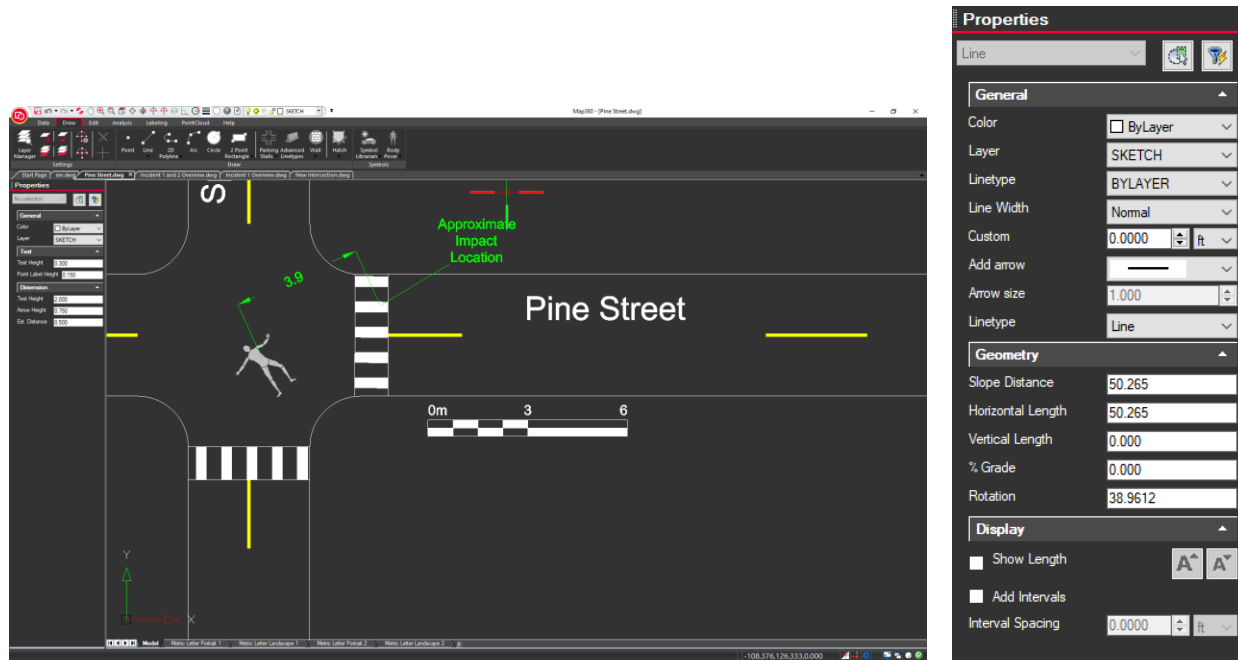 SKETCH
Map360 - [Pine Street.dwg]
Data Draw Edit Analysis Labeling PointCloud Help
Layer Manager
Point
Line
2D Polyline
Arc
Circle
2 Point Rectangle
Parking Stalls
Advanced Linetypes
Wall
Hatch
Symbol Librarian
Body Poser
Settings
Draw
Symbols
Start Page
evi.dwg
Pine Street.dwg X
Incident 1 and 2 Overview.dwg
Incident 1 Overview.dwg
New Intersection.dwg
Properties
No selection
General
Color ByLayer
Layer SKETCH
Text
Text Height 0.300
Point Label Height 0.150
Dimension
Text Height 2.000
Arrow Height 0.750
Ext. Distance 0.500
S
Approximate
Impact
Location
3.9
Pine Street
0m 3 6
Y
X
Model
Metric Letter Potrait 1
Metric Letter Landscape 1
Metric Letter Potrait 2
Metric Letter Landscape 2
-108.376,126.333,0.000
Properties
Line
General
Color ByLayer
Layer SKETCH
Linetype BYLAYER
Line Width Normal
Custom 0.0000 ft
Add arrow
Arrow size 1.000
Linetype Line
Geometry
Slope Distance 50.265
Horizontal Length 50.265
Vertical Length 0.000
% Grade 0.000
Rotation 38.9612
Display
Show Length A A
Add Intervals
Interval Spacing 0.0000 ft